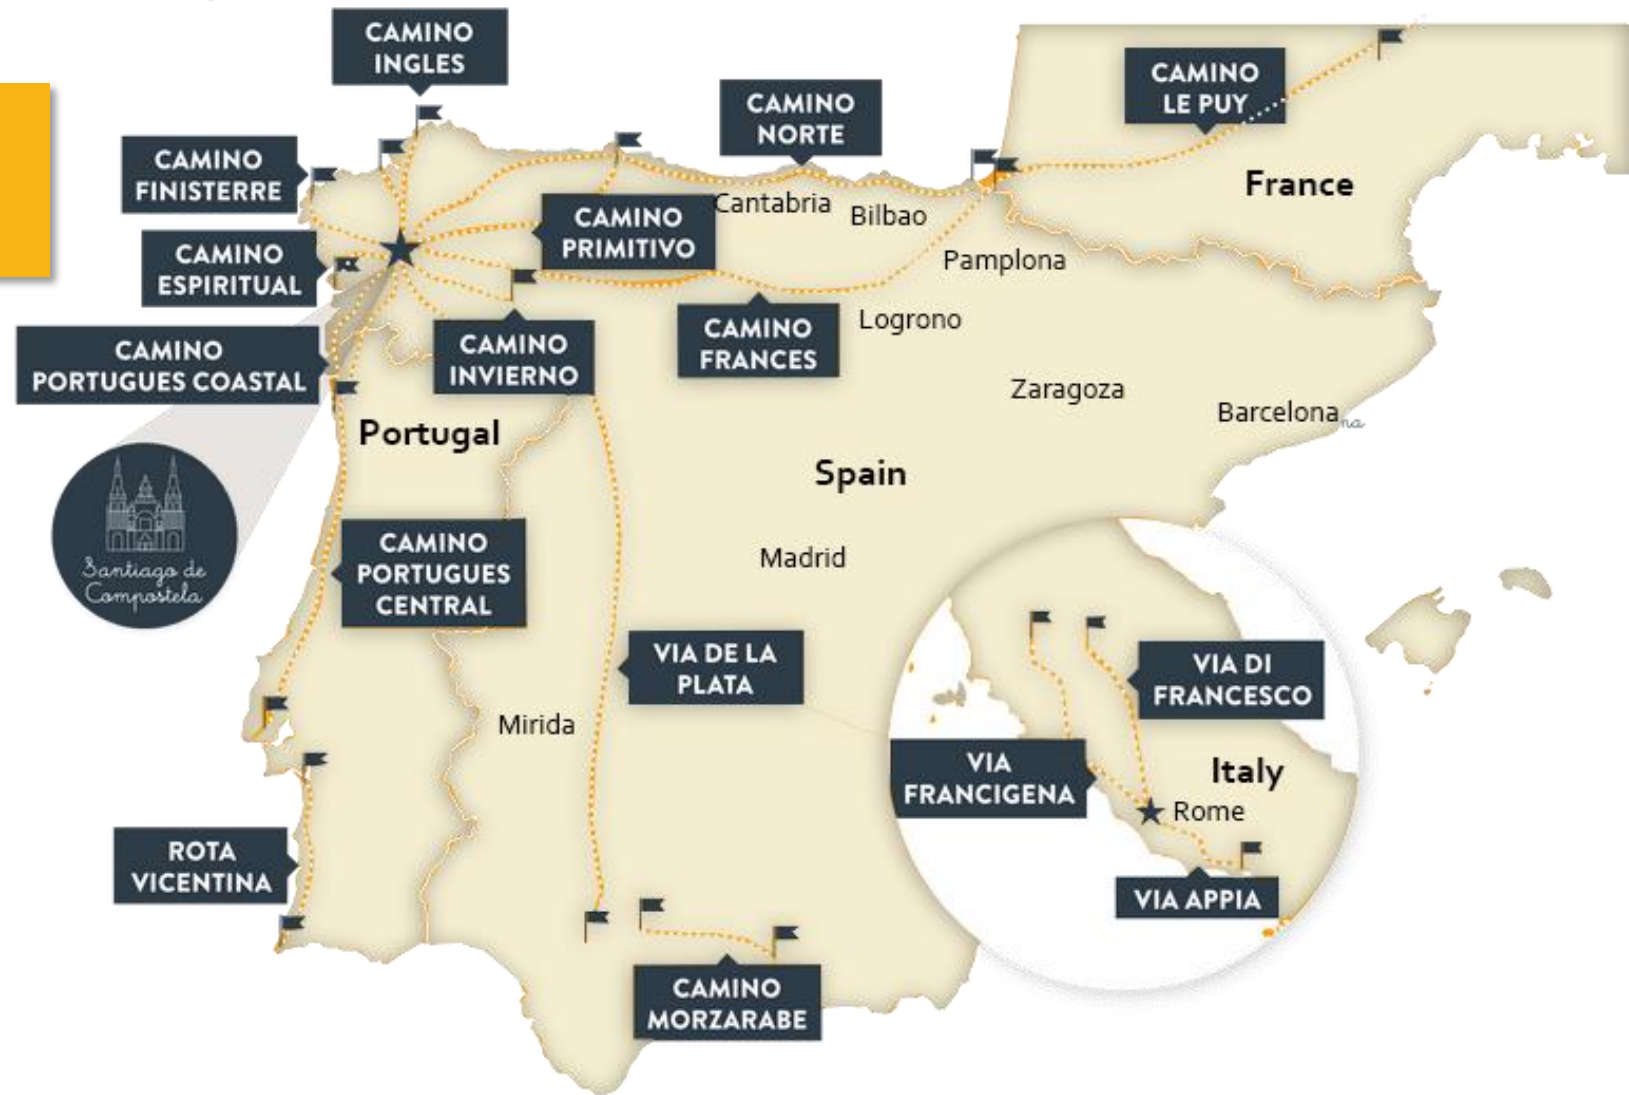 CAMINO
INGLES
CAMINO
LE PUY
CAMINO
NORTE
CAMINO
FINISTERRE
France
Cantabria
Bilbao
CAMINO
PRIMITIVO
CAMINO
ESPIRITUAL
Pamplona
CAMINO
PORTUGUES COASTAL
CAMINO
INVIERNO
CAMINO
FRANCES
Logrono
Zaragoza
Barcelona
na
Portugal
Spain
Santiago de
Compostela
CAMINO
PORTUGUES
CENTRAL
Madrid
VIA DE LA
PLATA
Mirida
VIA DI
FRANCESCO
VIA
FRANCIGENA
Italy
Rome
ROTA
VICENTINA
VIA APPIA
CAMINO
MORZARABE